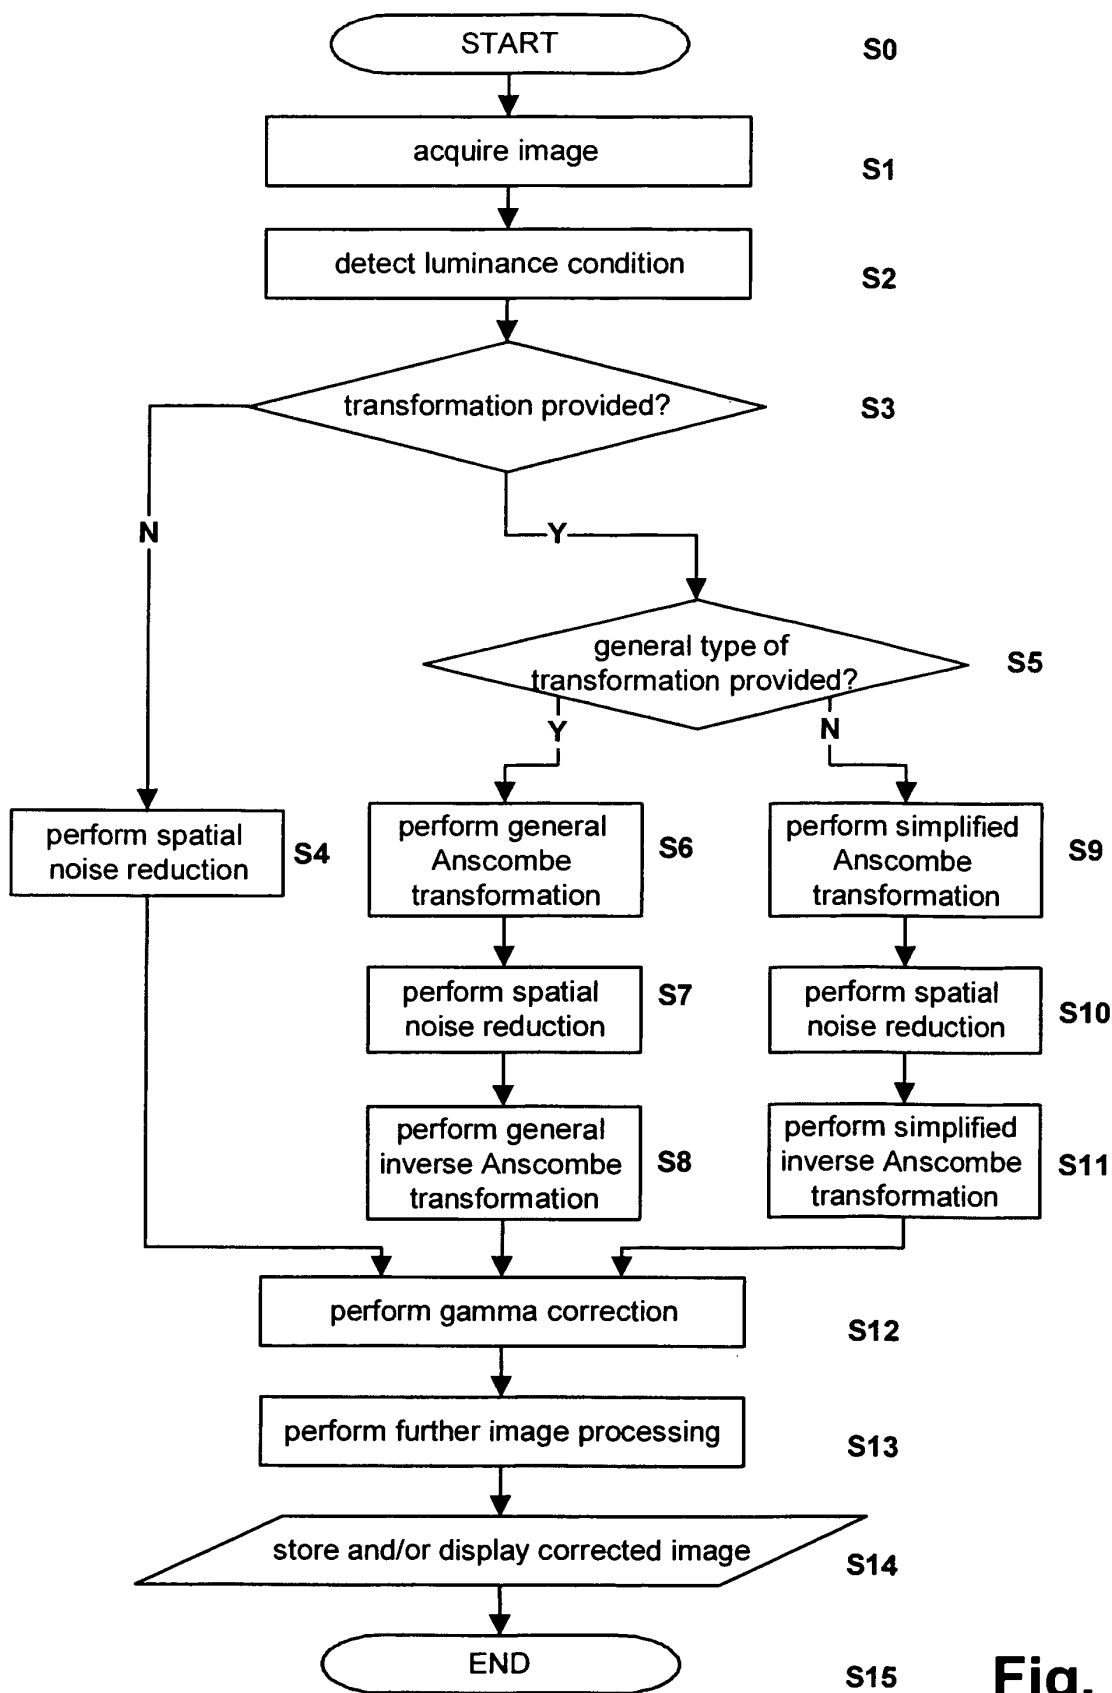 START
S0
acquire image
S1
detect luminance condition
S2
transformation provided?
S3
N
Y
general type of
transformation provided?
S5
Y
N
perform spatial
noise reduction
S4
perform general
Anscombe
transformation
S6
perform simplified
Anscombe
transformation
S9
perform spatial
noise reduction
S7
perform spatial
noise reduction
S10
perform general
inverse Anscombe
transformation
S8
perform simplified
inverse Anscombe
transformation
S11
perform gamma correction
S12
perform further image processing
S13
store and/or display corrected image
S14
END
S15
Fig.